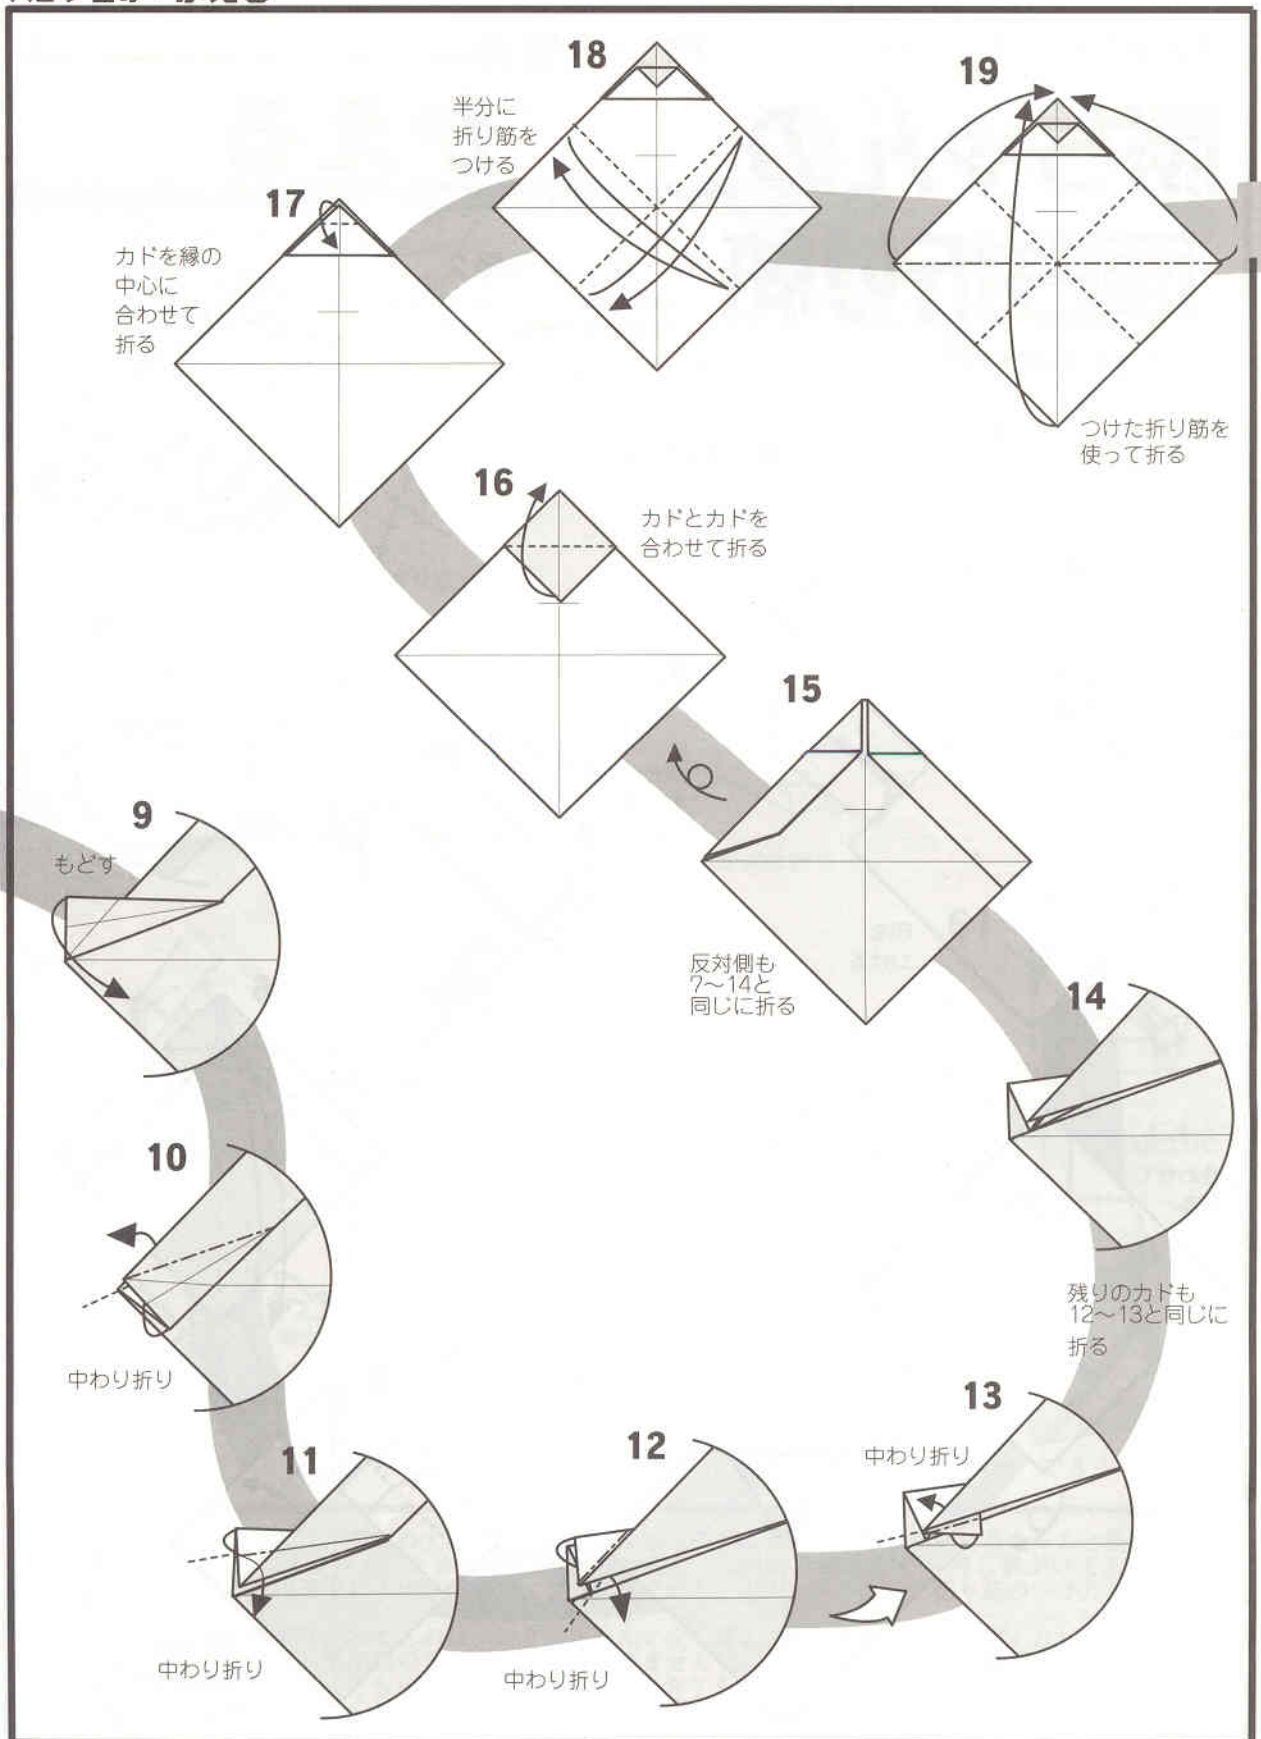 9
もどす
10
中わり折り
11
中わり折り
12
中わり折り
13
中わり折り
14
残りのカドも
12〜13と同じに
折る
15
反対側も
7〜14と
同じに折る
16
カドとカドを
合わせて折る
17
カドを縁の
中心に
合わせて
折る
18
半分に
折り筋を
つける
19
つけた折り筋を
使って折る